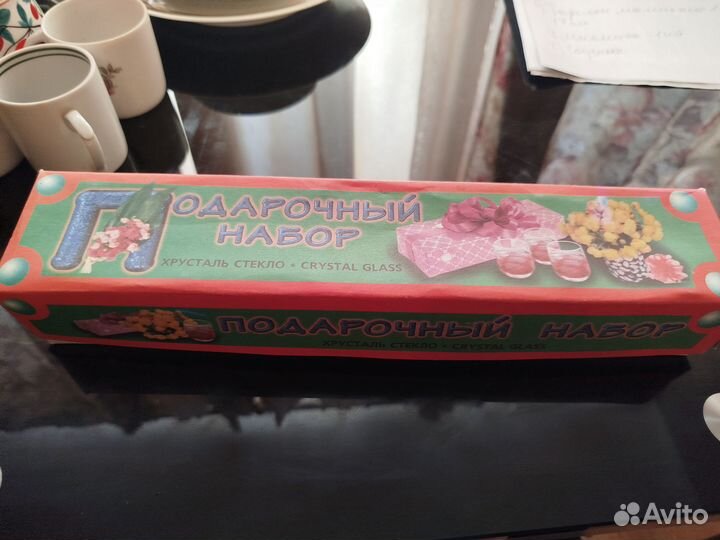 ПОДАРОЧНЫЙ
НАБОР
ХРУСТАЛЬ СТЕКЛО • CRYSTAL GLASS
ПОДАРОЧНЫЙ НАБОР
ХРУСТАЛЬ СТЕКЛО • CRYSTAL GLASS
Avito